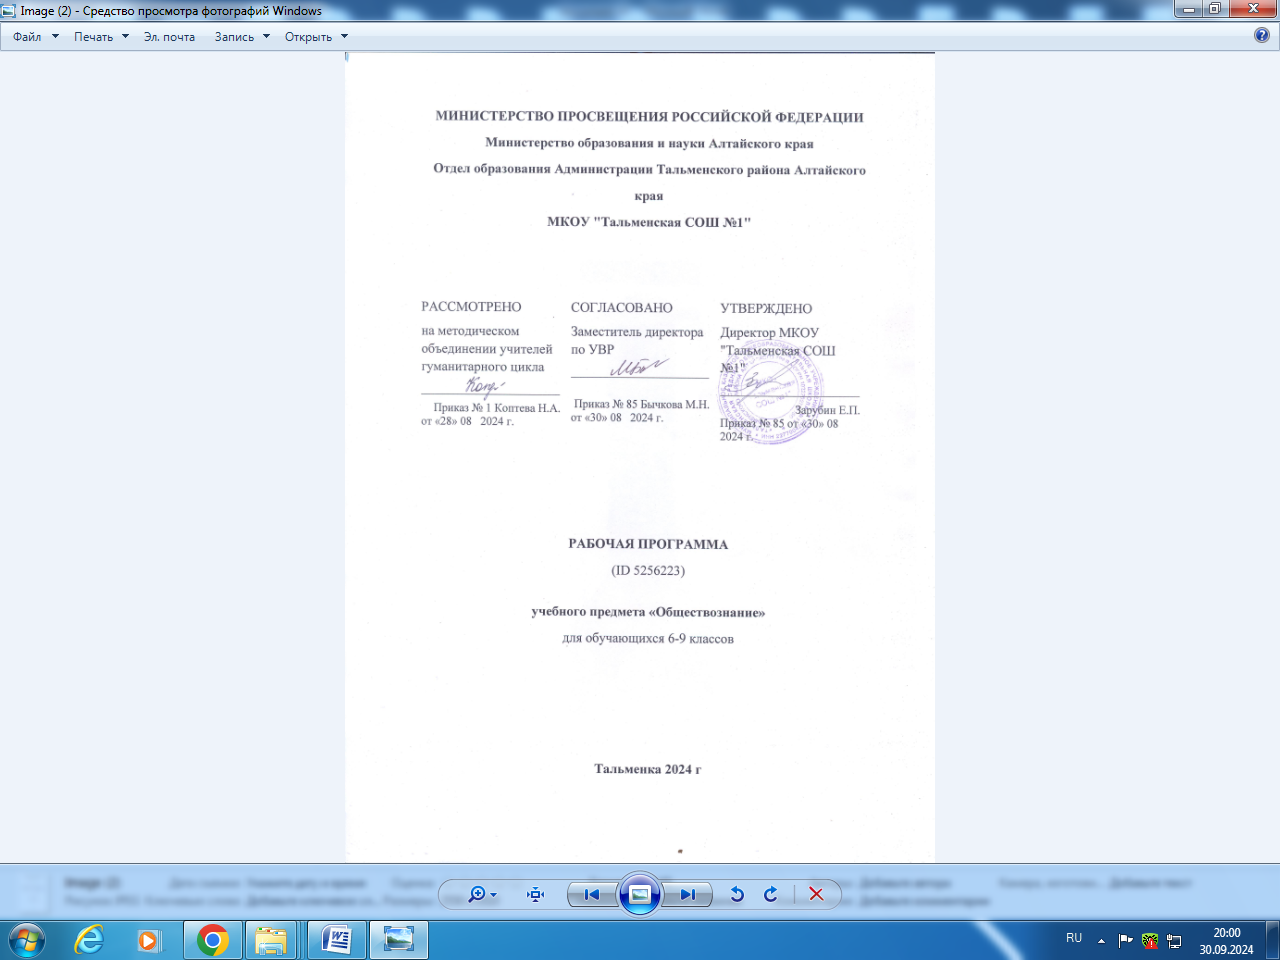 Image (2) - Средство просмотра фотографий Windows
Файл Печать Эл. почта Запись Открыть
МИНИСТЕРСТВО ПРОСВЕЩЕНИЯ РОССИЙСКОЙ ФЕДЕРАЦИИ
Министерство образования и науки Алтайского края
Отдел образования Администрации Тальменского района Алтайского
края
МКОУ "Тальменская СОШ №1"
РАССМОТРЕНО
на методическом
объединении учителей
гуманитарного цикла
Приказ № 1 Коптева Н.А.
от «28» 08 2024 г.
СОГЛАСОВАНО
Заместитель директора
по УВР
Приказ № 85 Бычкова М.Н.
от «30» 08 2024 г.
УТВЕРЖДЕНО
Директор МКОУ
"Тальменская СОШ
№1"
Зарубин Е.П.
Приказ № 85 от «30» 08
2024 г.
РАБОЧАЯ ПРОГРАММА
(ID 5256223)
учебного предмета «Обществознание»
для обучающихся 6-9 классов
Тальменка 2024 г
Image (2)
RU
20:00
30.09.2024